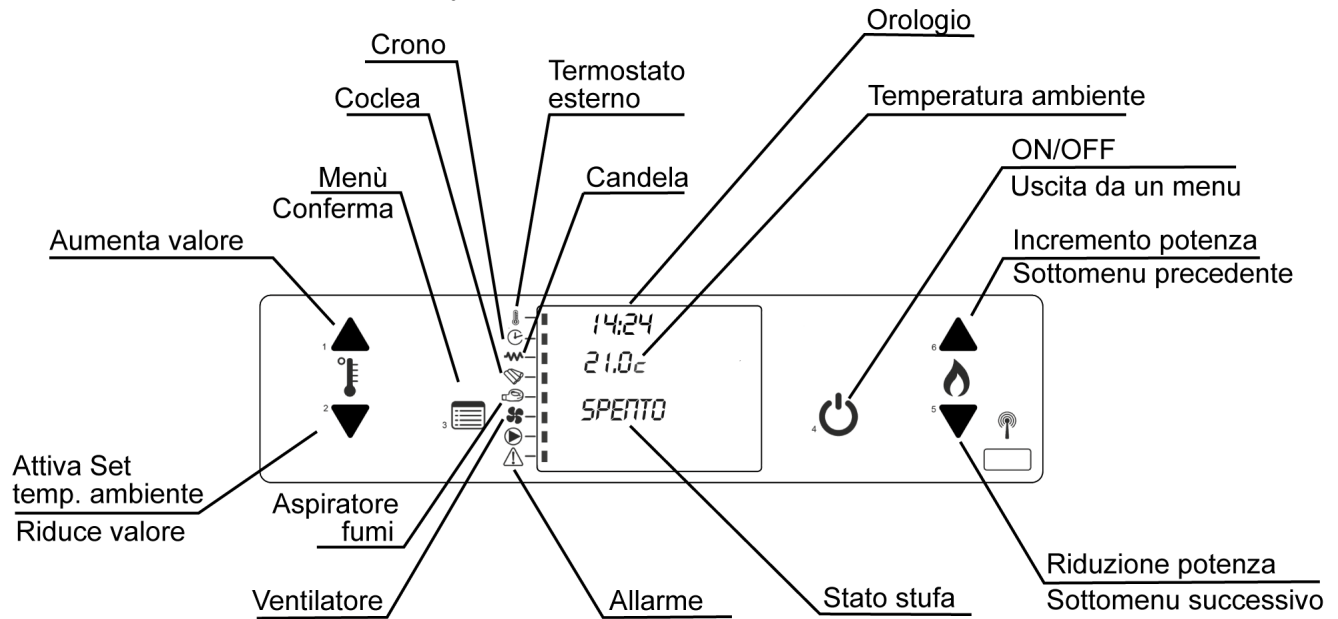 Orologio
Crono
Termostato
esterno
Coclea
Temperatura ambiente
ON/OFF
Uscita da un menu
Menù
Conferma
Candela
Aumenta valore
Incremento potenza
Sottomenu precedente
14:24
1
6
21.0c
2
3
SPENTO
4
5
Attiva Set
temp. ambiente
Riduce valore
Aspiratore
fumi
Ventilatore
Allarme
Stato stufa
Riduzione potenza
Sottomenu successivo